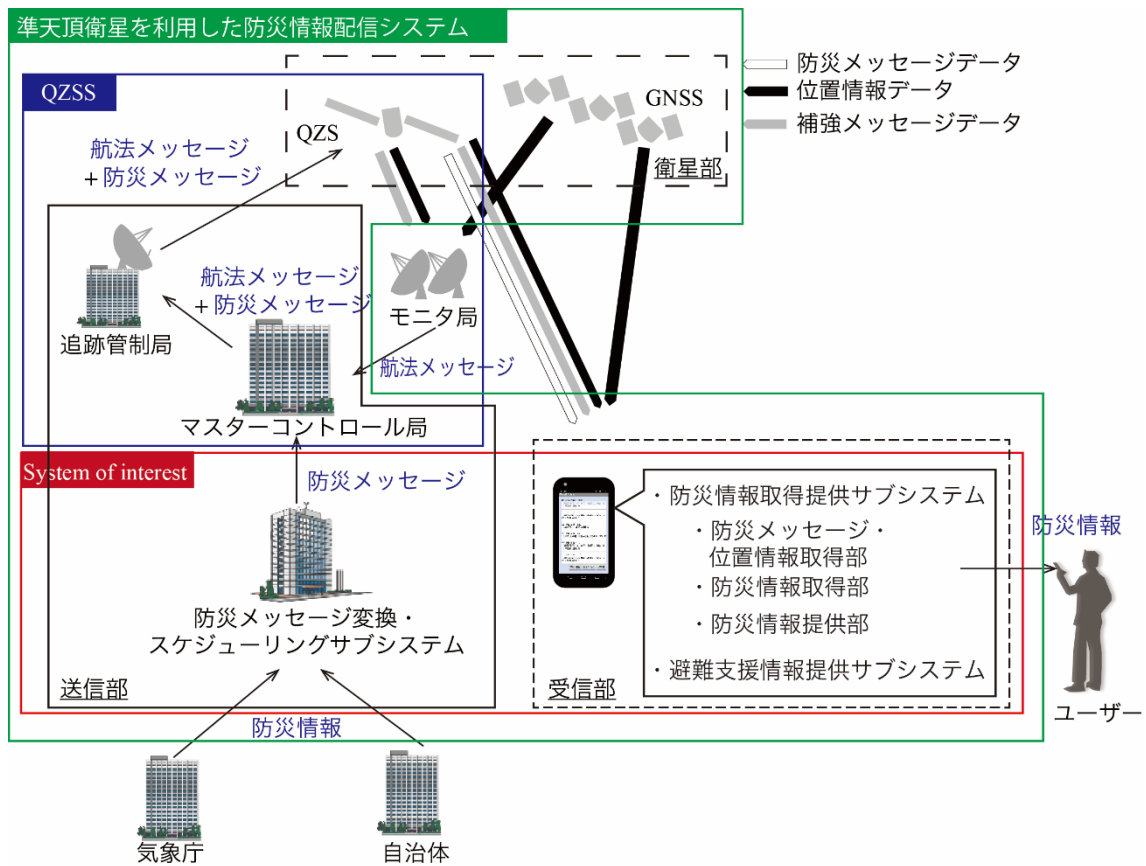 準天頂衛星を利用した防災情報配信システム
防災メッセージデータ
位置情報データ
補強メッセージデータ
QZSS
QZS
GNSS
衛星部
航法メッセージ
+防災メッセージ
航法メッセージ
+防災メッセージ
追跡管制局
モニタ局
航法メッセージ
マスターコントロール局
System of interest
防災メッセージ
防災メッセージ変換・
スケジューリングサブシステム
送信部
・防災情報取得提供サブシステム
・防災メッセージ・
位置情報取得部
・防災情報取得部
・防災情報提供部
・避難支援情報提供サブシステム
受信部
防災情報
ユーザー
防災情報
気象庁
自治体